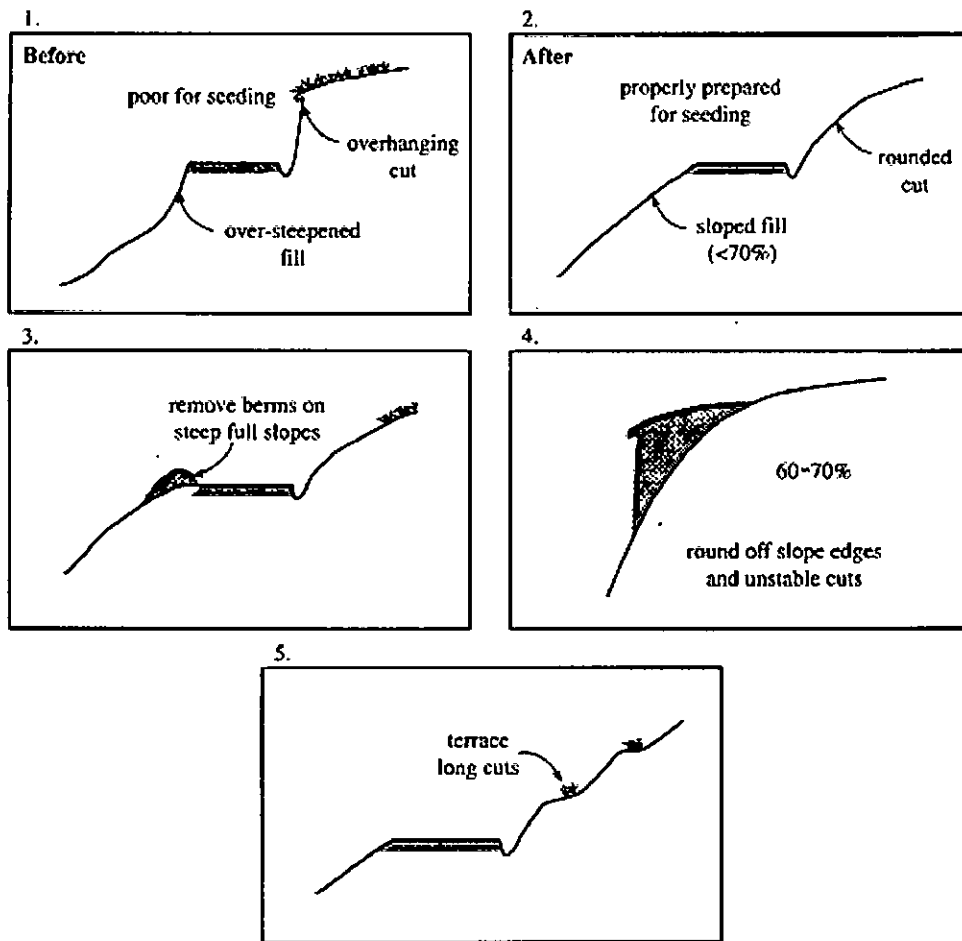 1.
Before
poor for seeding
overhanging
cut
over-steepened
fill
2.
After
properly prepared
for seeding
rounded
cut
sloped fill
(<70%)
3.
remove berms on
steep full slopes
4.
60-70%
round off slope edges
and unstable cuts
5.
terrace
long cuts